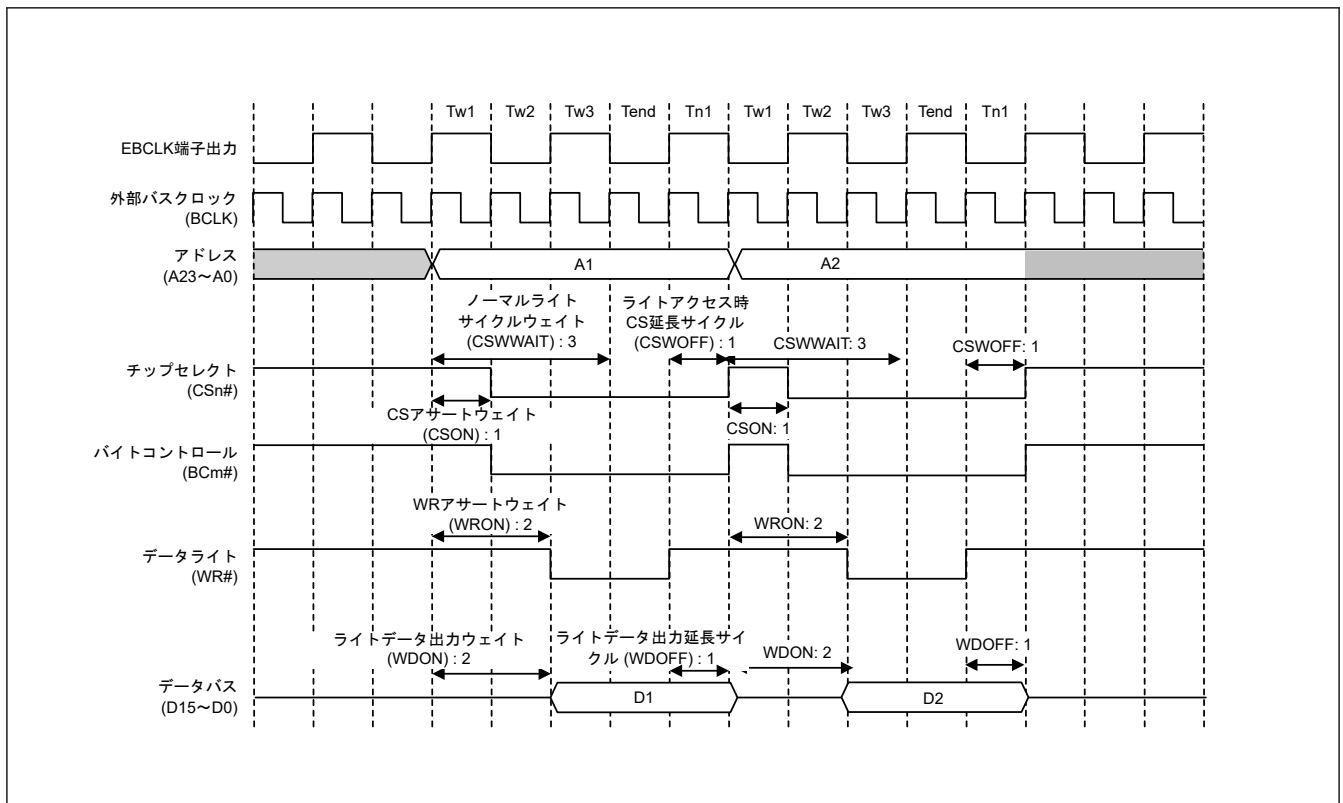 Tw1 Tw2 Tw3 Tend Tn1 Tw1 Tw2 Tw3 Tend Tn1
EBCLK端子出力
外部バスクロック
(BCLK)
アドレス
(A23～A0)
A1
A2
ノーマルライト
サイクルウェイト
(CSWWAIT) : 3
ライトアクセス時
CS延長サイクル
(CSWOFF) : 1
CSWWAIT: 3
CSWOFF: 1
チップセレクト
(CSn#)
CSアサートウェイト
(CSON) : 1
CSON: 1
バイトコントロール
(BCm#)
WRアサートウェイト
(WRON) : 2
WRON: 2
データライト
(WR#)
ライトデータ出力ウェイト
(WDON) : 2
ライトデータ出力延長サイ
クル (WDOFF) : 1
WDON: 2
WDOFF: 1
データバス
(D15～D0)
D1
D2